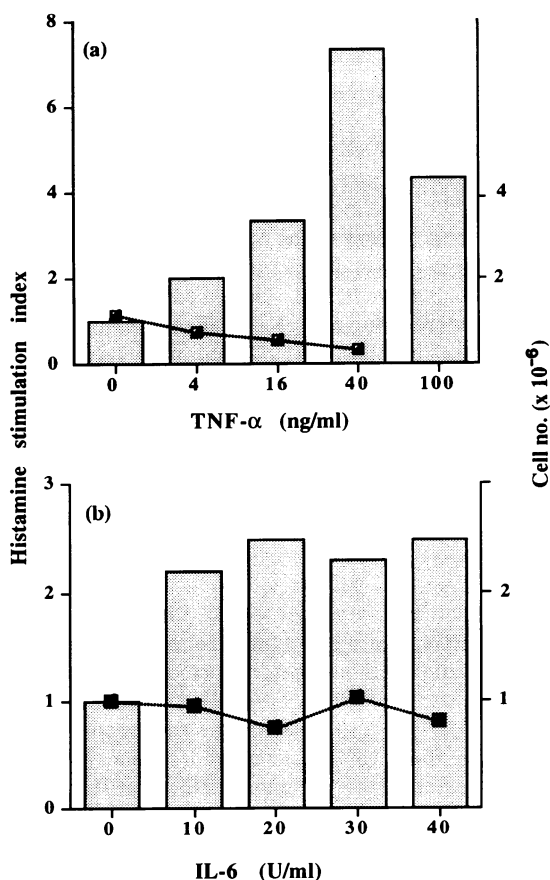 (a)
8
6
4
2
0
4
2
0 4 16 40 100
TNF-α (ng/ml)
Histamine stimulation index
Cell no. (x 10⁻⁶)
(b)
3
2
1
0
2
1
0 10 20 30 40
IL-6 (U/ml)